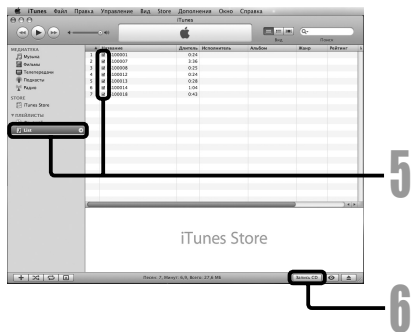 iTunes Файл Правка Управление Вид Store Дополнения Окно Справка
iTunes
Вид Поиск
Название Длитель Исполнитель Альбом Жанр Рейтинг
МЕДИАТЕКА
Музыка
Фильмы
Телепередачи
Подкасты
Радио
STORE
iTunes Store
ПЛЕЙЛИСТЫ
List
1 100001 0:24
2 100007 3:36
3 100008 0:25
4 100012 0:24
5 100013 0:28
6 100014 1:04
7 100018 0:43
5
iTunes Store
Запись CD
6